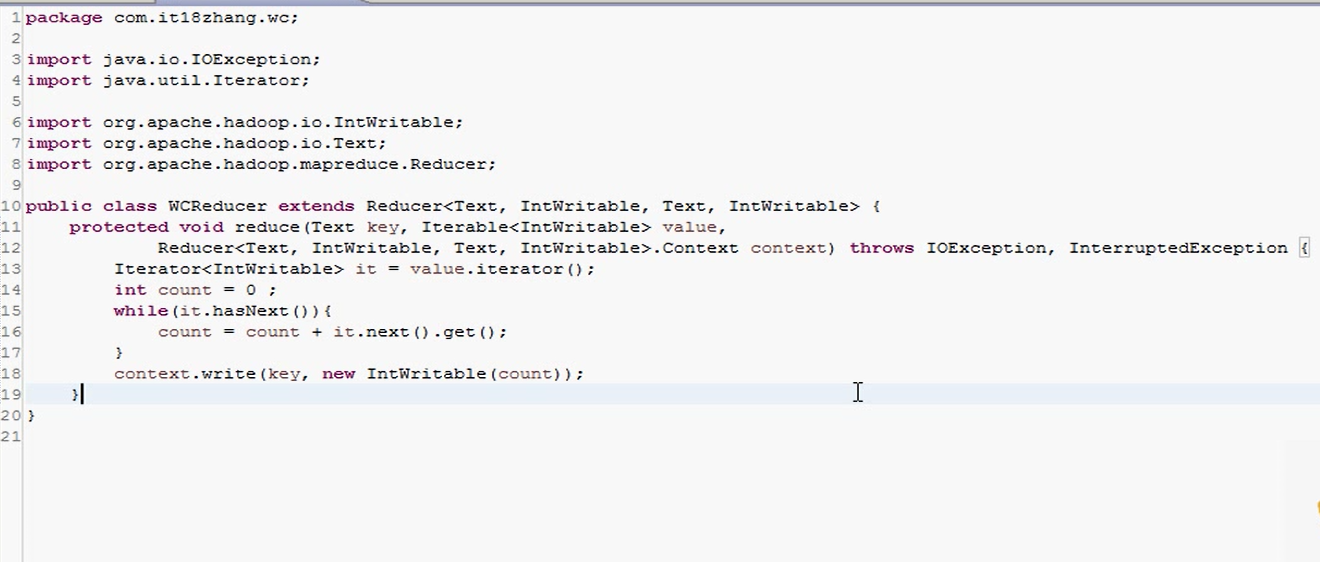 1 package com.it18zhang.wc;
2
3 import java.io.IOException;
4 import java.util.Iterator;
5
6 import org.apache.hadoop.io.IntWritable;
7 import org.apache.hadoop.io.Text;
8 import org.apache.hadoop.mapreduce.Reducer;
9
10 public class WCReducer extends Reducer<Text, IntWritable, Text, IntWritable> {
11     protected void reduce(Text key, Iterable<IntWritable> value,
12             Reducer<Text, IntWritable, Text, IntWritable>.Context context) throws IOException, InterruptedException {
13         Iterator<IntWritable> it = value.iterator();
14         int count = 0 ;
15         while(it.hasNext()){
16             count = count + it.next().get();
17         }
18         context.write(key, new IntWritable(count));
19     }
20 }
21